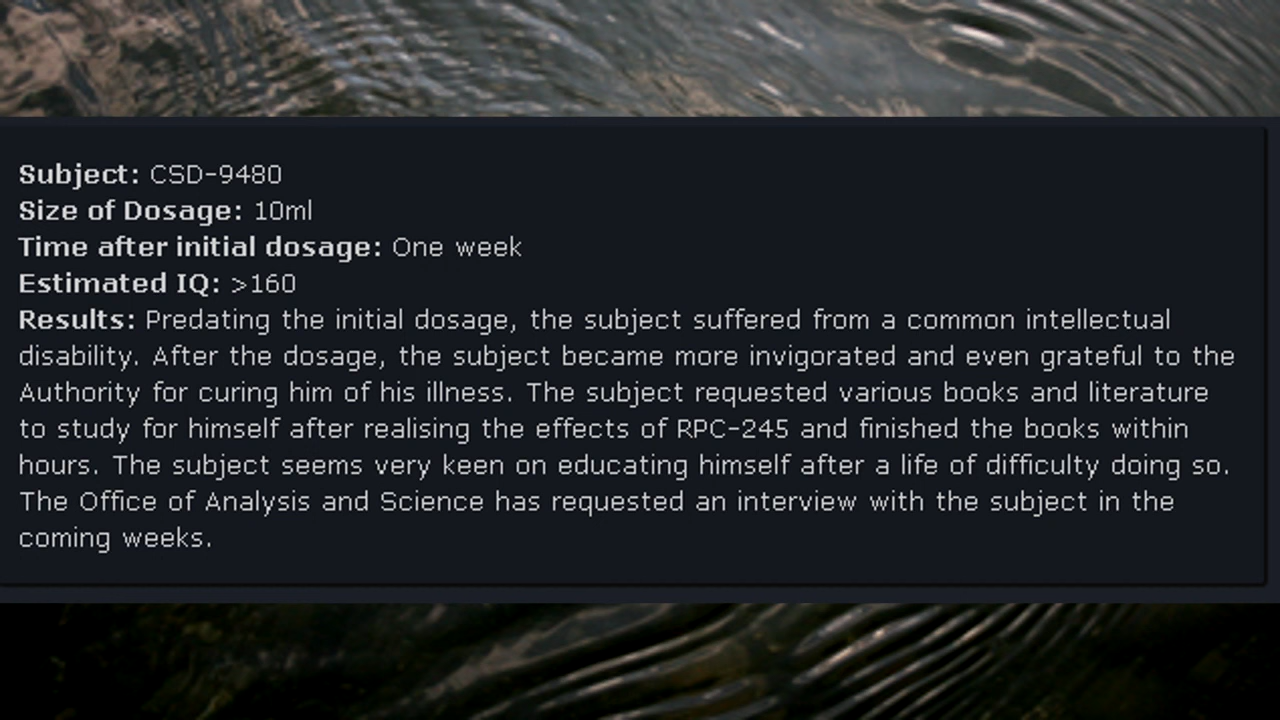 Subject: CSD-9480
Size of Dosage: 10ml
Time after initial dosage: One week
Estimated IQ: >160
Results: Predating the initial dosage, the subject suffered from a common intellectual
disability. After the dosage, the subject became more invigorated and even grateful to the
Authority for curing him of his illness. The subject requested various books and literature
to study for himself after realising the effects of RPC-245 and finished the books within
hours. The subject seems very keen on educating himself after a life of difficulty doing so.
The Office of Analysis and Science has requested an interview with the subject in the
coming weeks.